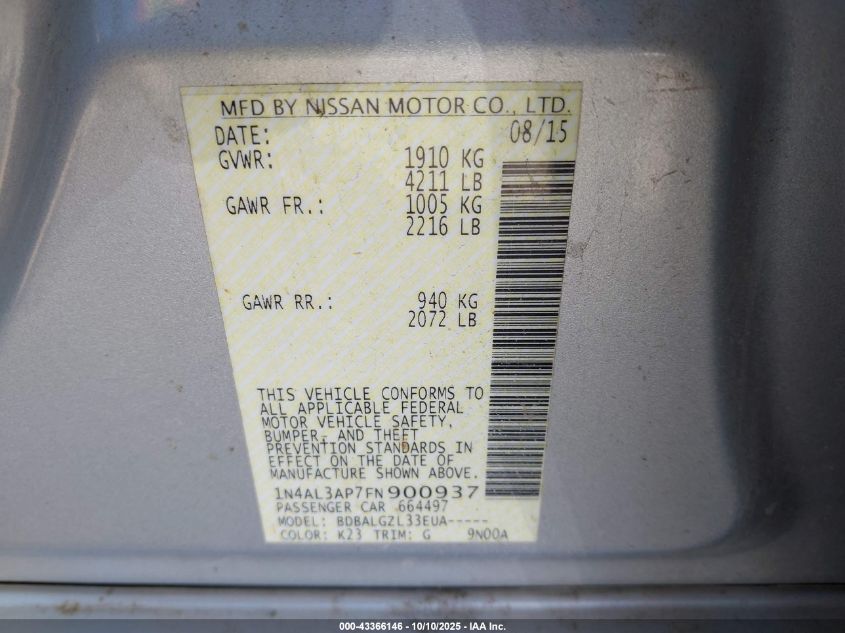 MFD BY NISSAN MOTOR CO., LTD.
DATE: 08/15
GVWR: 1910 KG
4211 LB
GAWR FR.: 1005 KG
2216 LB
GAWR RR.: 940 KG
2072 LB
THIS VEHICLE CONFORMS TO
ALL APPLICABLE FEDERAL
MOTOR VEHICLE SAFETY,
BUMPER, AND THEFT
PREVENTION STANDARDS IN
EFFECT ON THE DATE OF
MANUFACTURE SHOWN ABOVE.
1N4AL3AP7FN900937
PASSENGER CAR 664497
MODEL: BDBALGZL33EUA-----
COLOR: K23 TRIM: G 9N00A
000-43366146 - 10/10/2025 - IAA Inc.